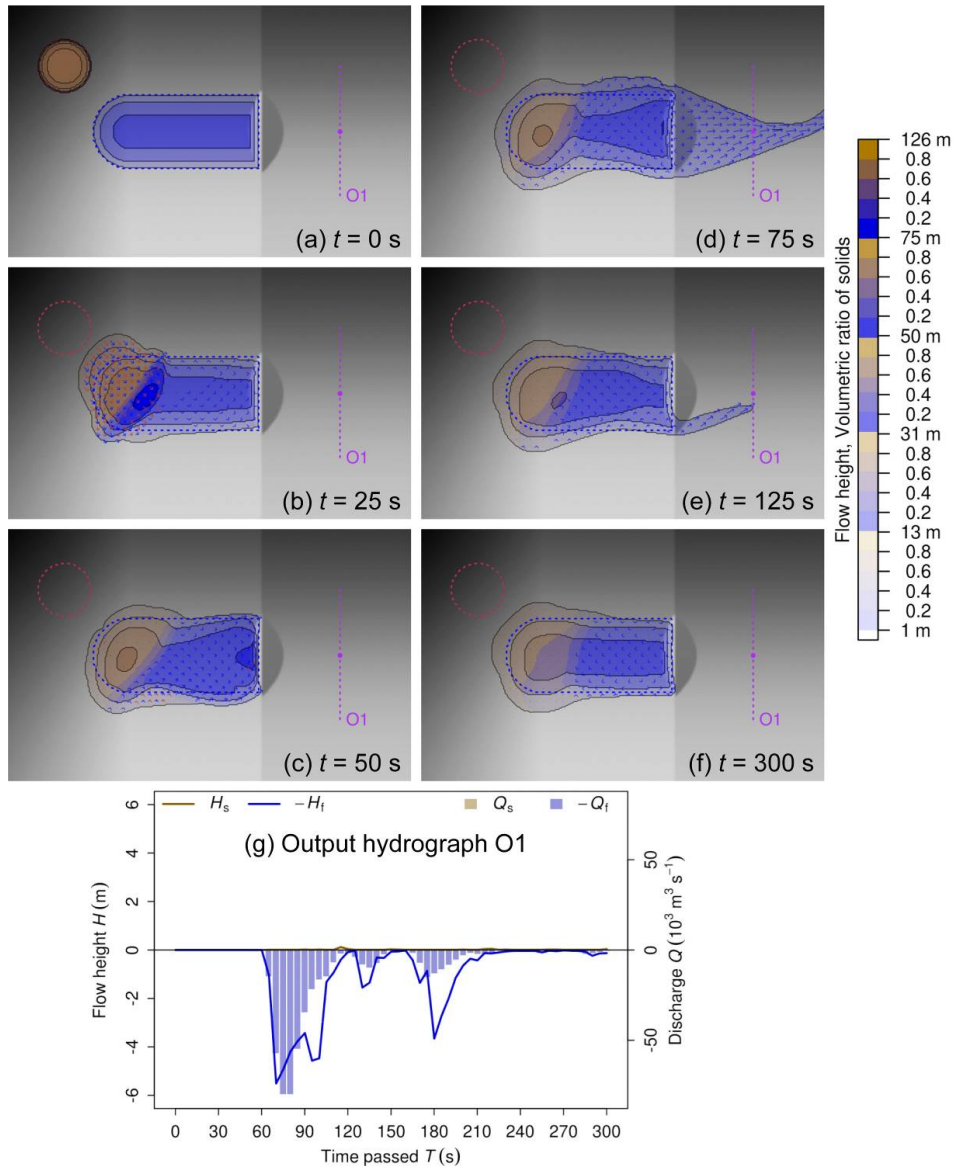 O1
(a) t = 0 s
O1
(d) t = 75 s
O1
(b) t = 25 s
O1
(e) t = 125 s
O1
(c) t = 50 s
O1
(f) t = 300 s
Flow height, Volumetric ratio of solids
126 m
0.8
0.6
0.4
0.2
75 m
0.8
0.6
0.4
0.2
50 m
0.8
0.6
0.4
0.2
31 m
0.8
0.6
0.4
0.2
13 m
0.8
0.6
0.4
0.2
1 m
Hs −Hf Qs −Qf
(g) Output hydrograph O1
Flow height H (m)
6
4
2
0
-2
-4
-6
Discharge Q (10³ m³ s⁻¹)
50
0
-50
0 30 60 90 120 150 180 210 240 270 300
Time passed T (s)